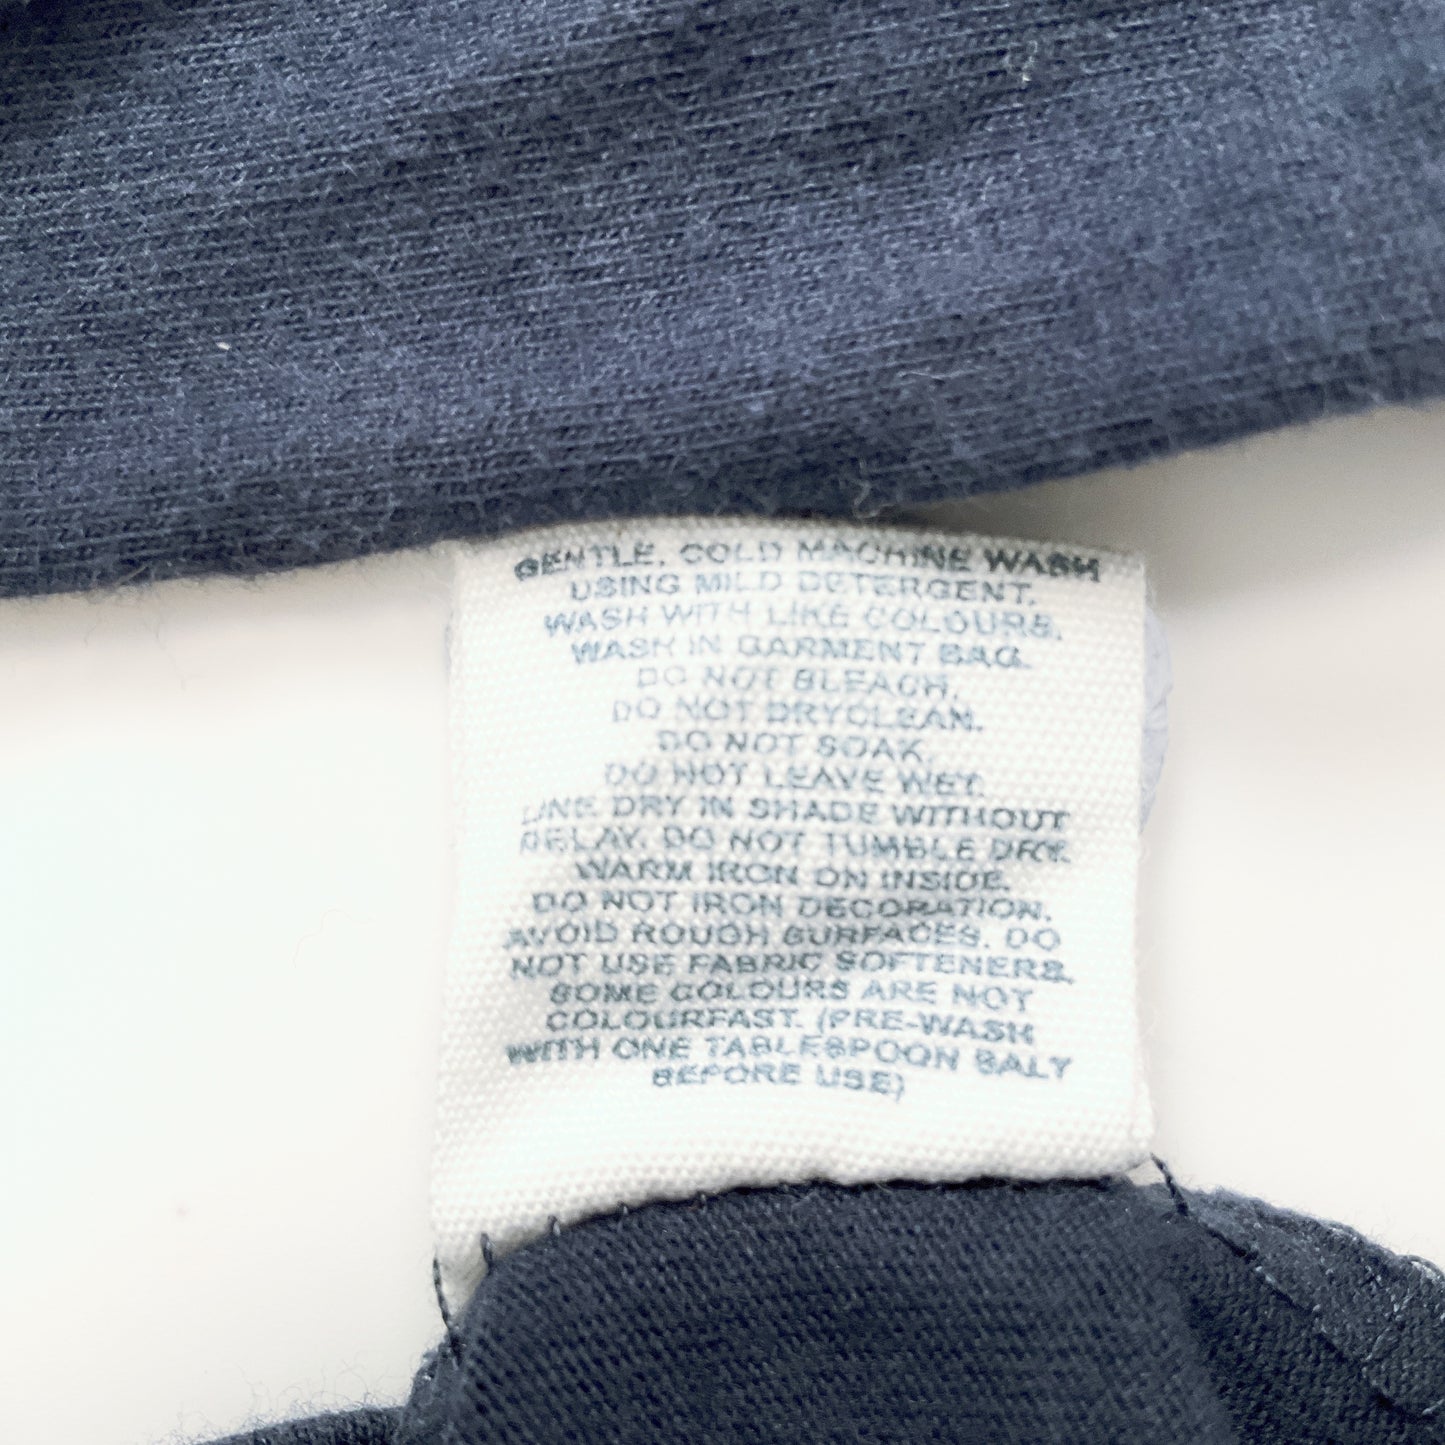 GENTLE, COLD MACHINE WASH
USING MILD DETERGENT.
WASH WITH LIKE COLOURS.
WASH IN GARMENT BAG.
DO NOT BLEACH.
DO NOT DRYCLEAN.
DO NOT SOAK.
DO NOT LEAVE WET.
LINE DRY IN SHADE WITHOUT
DELAY. DO NOT TUMBLE DRY.
WARM IRON ON INSIDE.
DO NOT IRON DECORATION.
AVOID ROUGH SURFACES. DO
NOT USE FABRIC SOFTENERS.
SOME COLOURS ARE NOT
COLOURFAST. (PRE-WASH
WITH ONE TABLESPOON SALT
BEFORE USE)